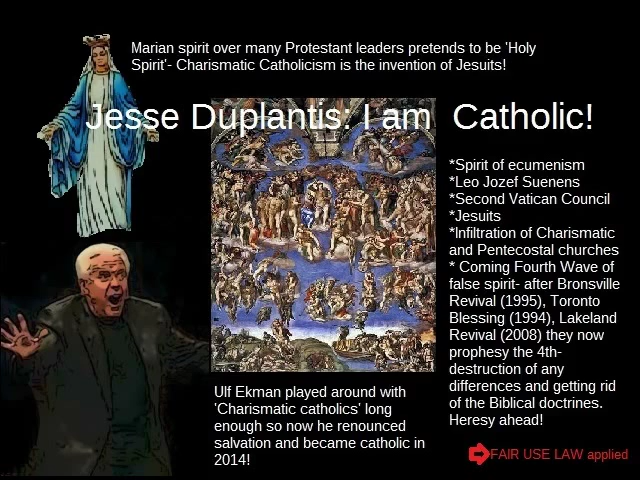 Marian spirit over many Protestant leaders pretends to be 'Holy
Spirit'- Charismatic Catholicism is the invention of Jesuits!
Jesse Duplantis: I am Catholic!
*Spirit of ecumenism
*Leo Jozef Suenens
*Second Vatican Council
*Jesuits
*Infiltration of Charismatic
and Pentecostal churches
* Coming Fourth Wave of
false spirit- after Bronsville
Revival (1995), Toronto
Blessing (1994), Lakeland
Revival (2008) they now
prophesy the 4th-
destruction of any
differences and getting rid
of the Biblical doctrines.
Heresy ahead!
Ulf Ekman played around with
'Charismatic catholics' long
enough so now he renounced
salvation and became catholic in
2014!
FAIR USE LAW applied